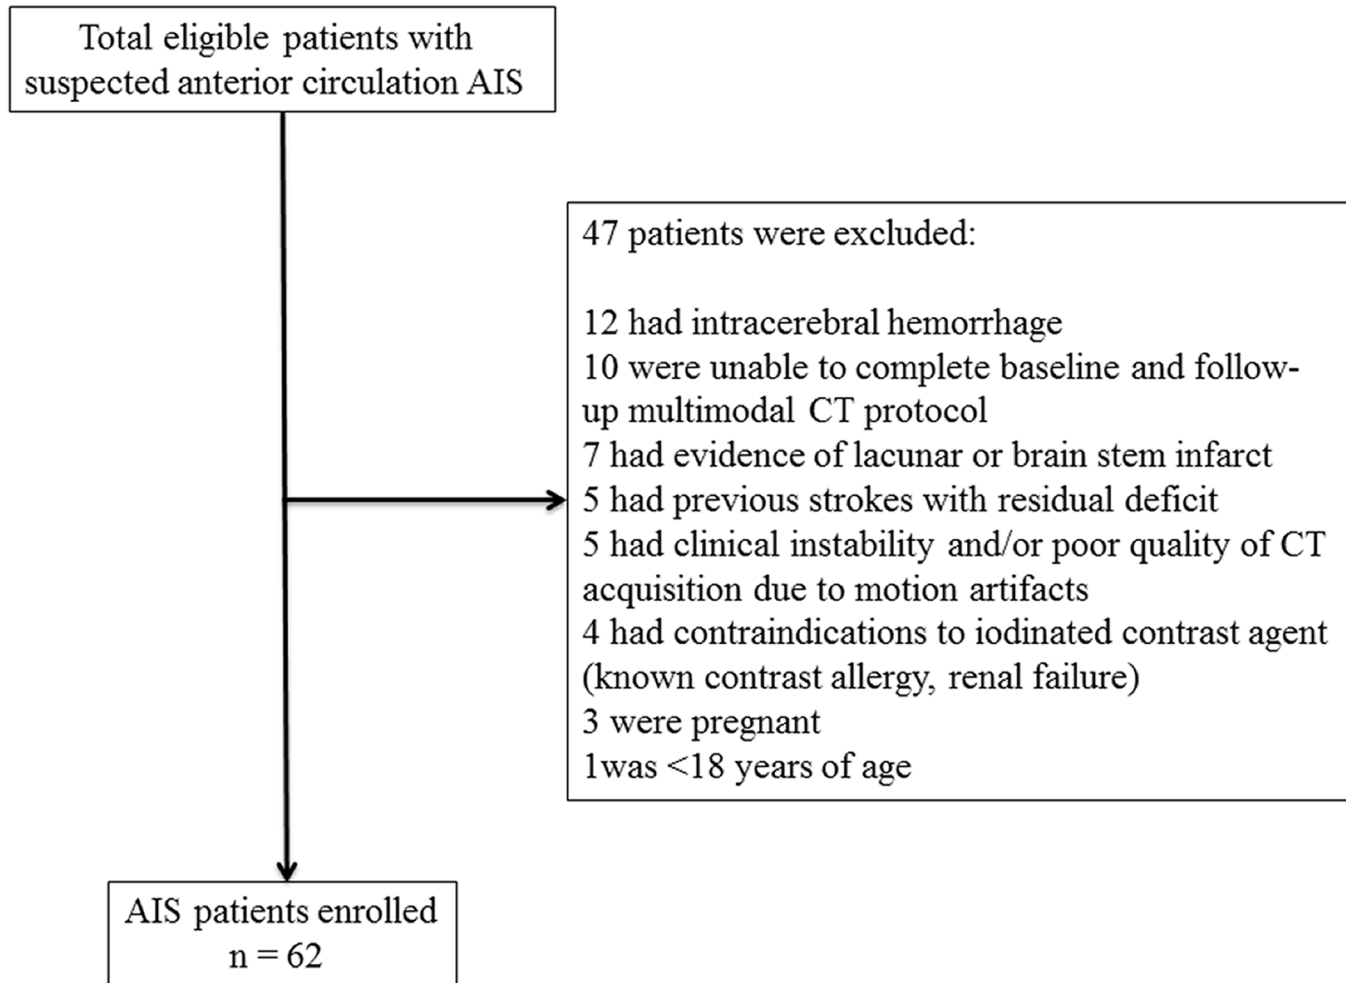 Total eligible patients with
suspected anterior circulation AIS
47 patients were excluded:
12 had intracerebral hemorrhage
10 were unable to complete baseline and follow-
up multimodal CT protocol
7 had evidence of lacunar or brain stem infarct
5 had previous strokes with residual deficit
5 had clinical instability and/or poor quality of CT
acquisition due to motion artifacts
4 had contraindications to iodinated contrast agent
(known contrast allergy, renal failure)
3 were pregnant
1was <18 years of age
AIS patients enrolled
n = 62